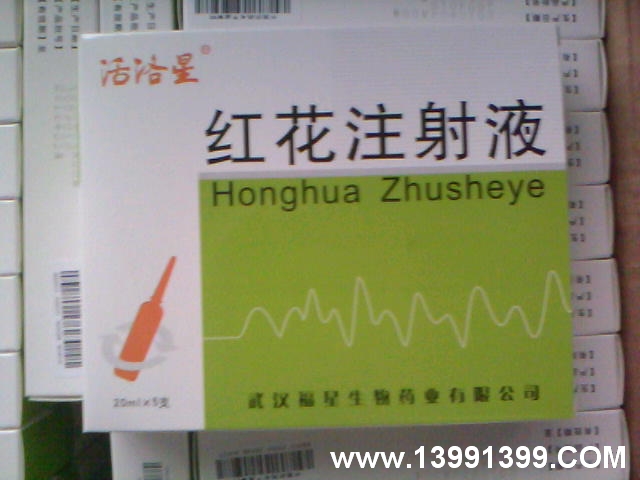 活洛星®
红花注射液
Honghua Zhusheye
20ml×5支
武汉福星生物药业有限公司
www.13991399.com